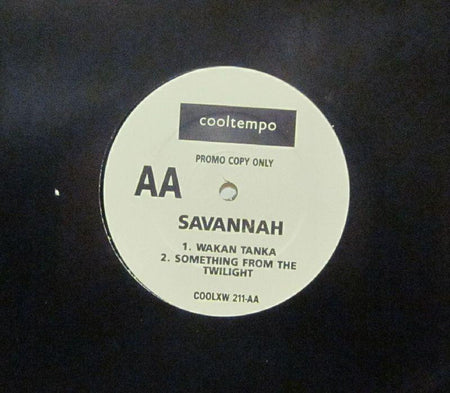 cooltempo
PROMO COPY ONLY
AA
SAVANNAH
1. WAKAN TANKA
2. SOMETHING FROM THE
TWILIGHT
COOLXW 211-AA